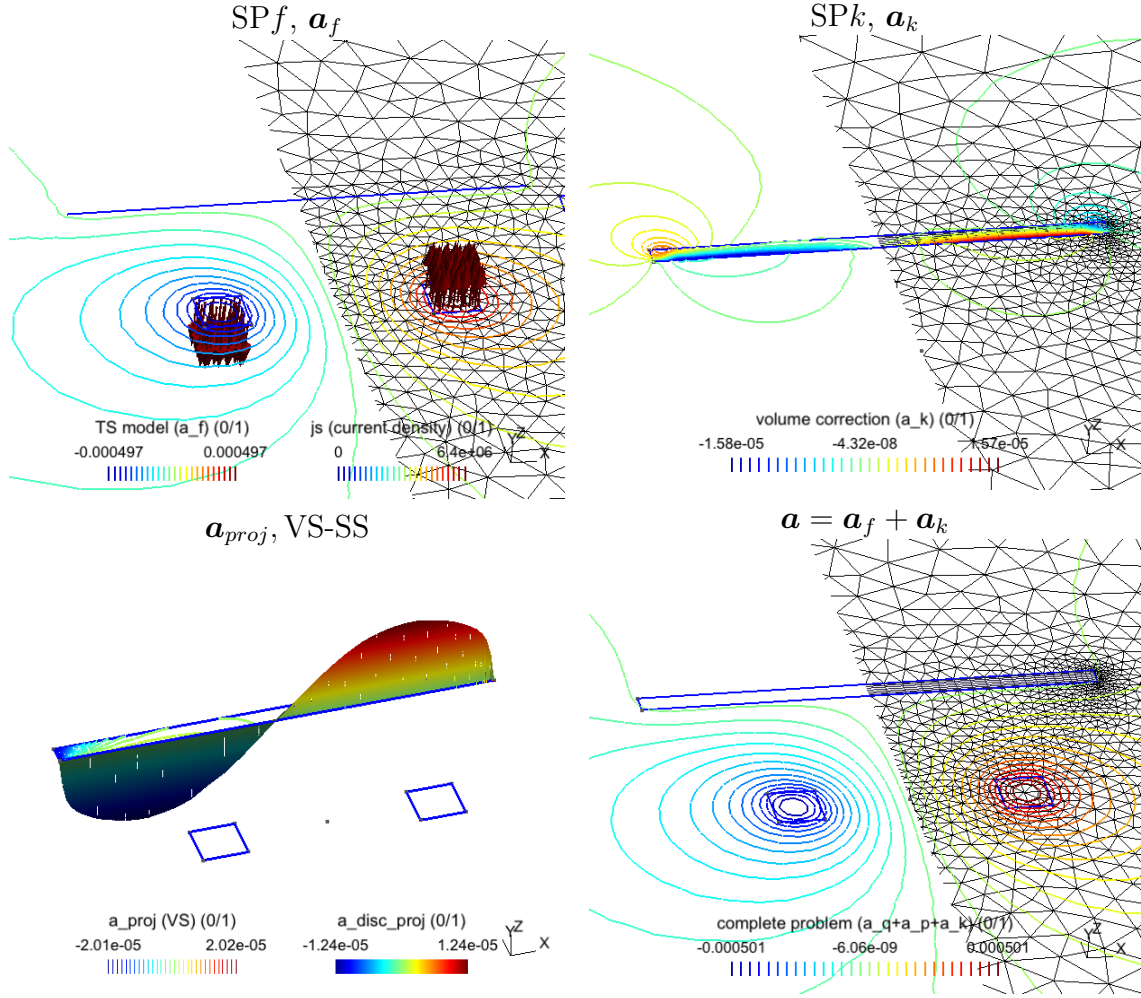 SPf, a_f
TS model (a_f) (0/1)
-0.000497 0.000497
js (current density) (0/1)
0 6.4e+06
Y Z X
SPk, a_k
volume correction (a_k) (0/1)
-1.58e-05 -4.32e-08 1.57e-05
Y Z X
a_proj, VS-SS
a_proj (VS) (0/1)
-2.01e-05 2.02e-05
a_disc_proj (0/1)
-1.24e-05 1.24e-05
Y Z X
a = a_f + a_k
complete problem (a_q+a_p+a_k) (0/1)
-0.000501 -6.06e-09 0.000501
Y Z X